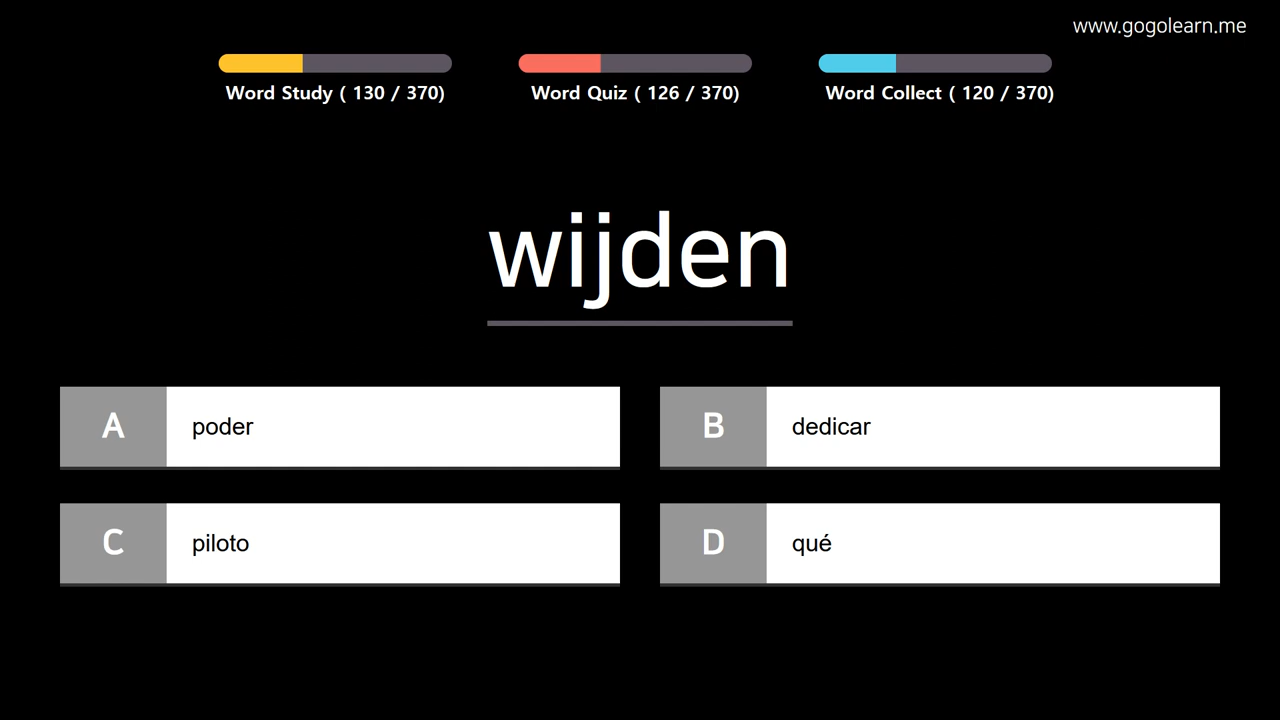 www.gogolearn.me
Word Study ( 130 / 370)
Word Quiz ( 126 / 370)
Word Collect ( 120 / 370)
wijden
A poder
B dedicar
C piloto
D qué